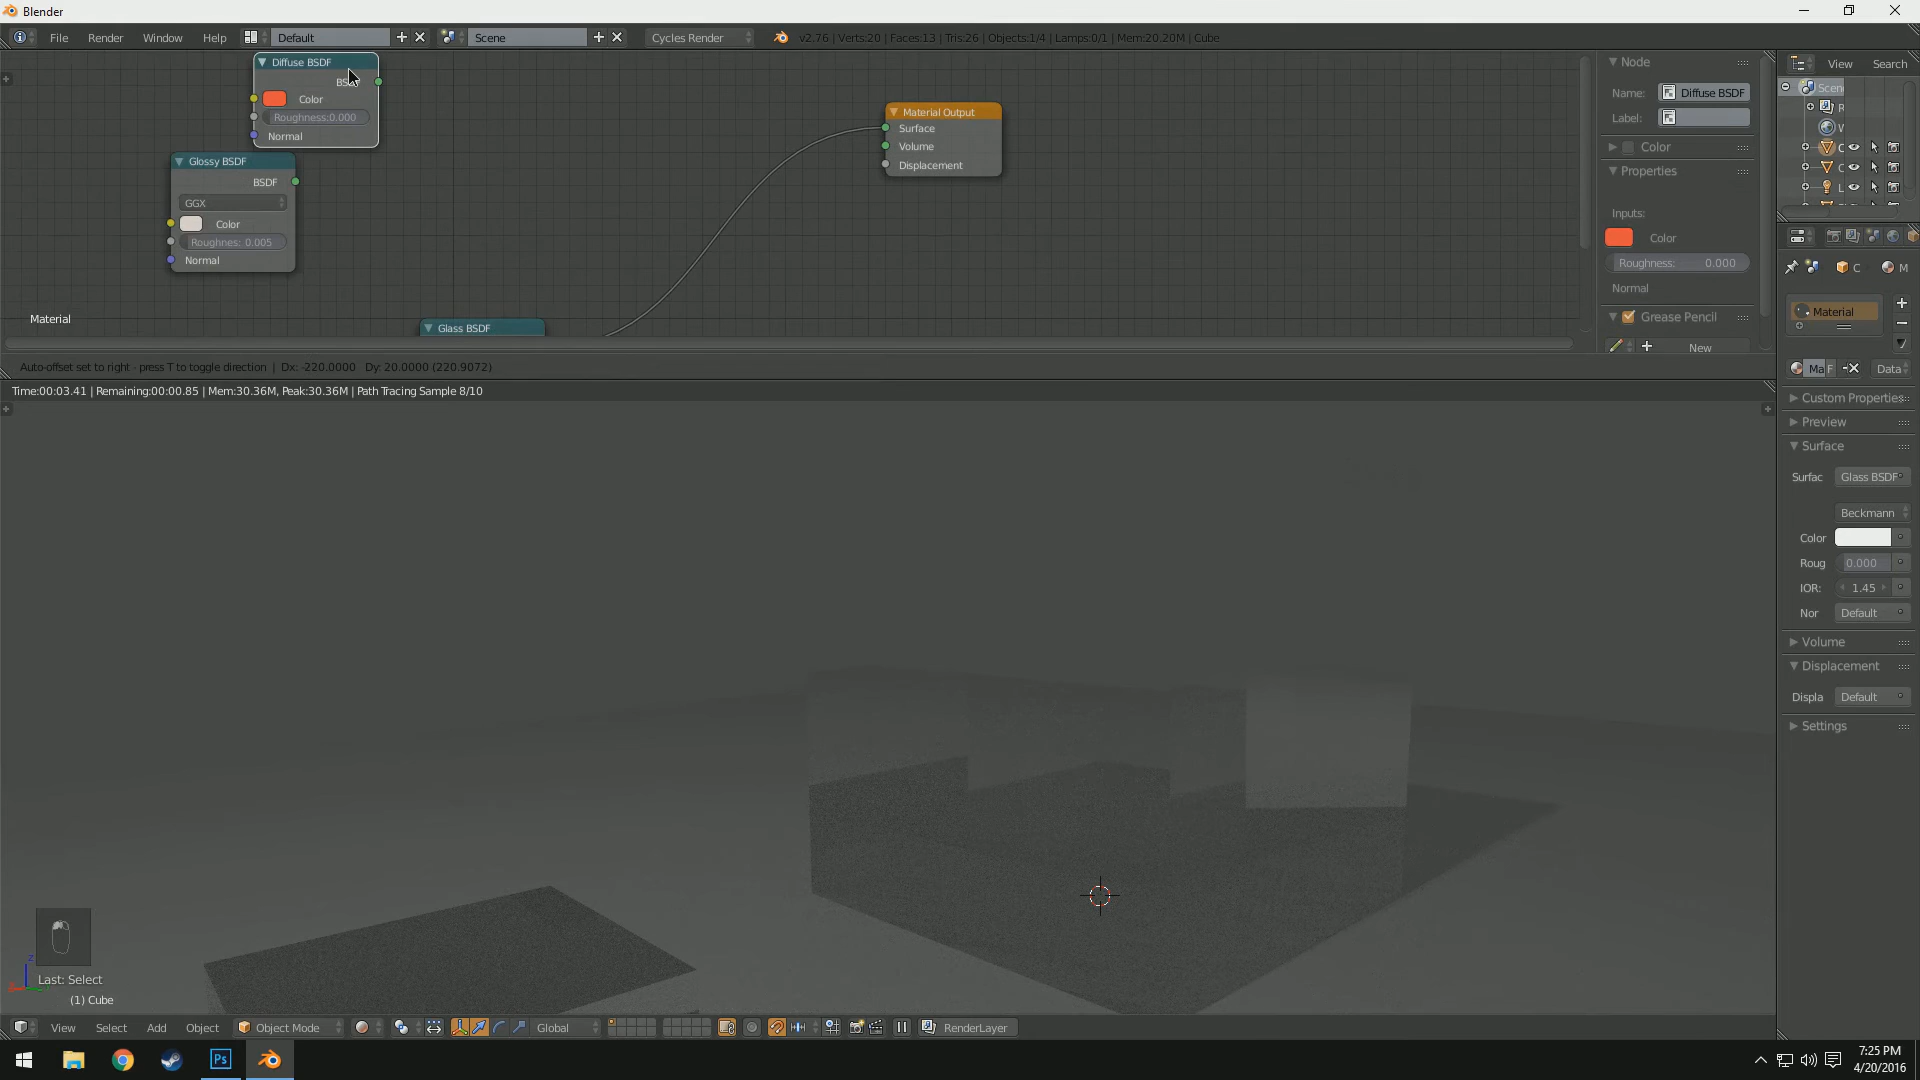 Blender
File Render Window Help Default Scene Cycles Render v2.76 | Verts:20 | Faces:13 | Tris:26 | Objects:1/4 | Lamps:0/1 | Mem:20.20M | Cube
Diffuse BSDF
Color
Roughness:0.000
Normal
Glossy BSDF
BSDF
GGX
Color
Roughness: 0.005
Normal
Material Output
Surface
Volume
Displacement
Glass BSDF
Material
Node
Name: Diffuse BSDF
Label:
Color
Properties
Inputs:
Color
Roughness: 0.000
Normal
Grease Pencil
New
View Search
Scene
Auto-offset set to right - press T to toggle direction | Dx: -220.0000 Dy: 20.0000 (220.9072)
Time:00:03.41 | Remaining:00:00.85 | Mem:30.36M, Peak:30.36M | Path Tracing Sample 8/10
C M
Material
Ma F Data
Custom Properties
Preview
Surface
Surfac Glass BSDF
Beckmann
Color
Roug 0.000
IOR: 1.45
Nor Default
Volume
Displacement
Displa Default
Settings
Last: Select
(1) Cube
View Select Add Object Object Mode Global RenderLayer
Ps
7:25 PM
4/20/2016